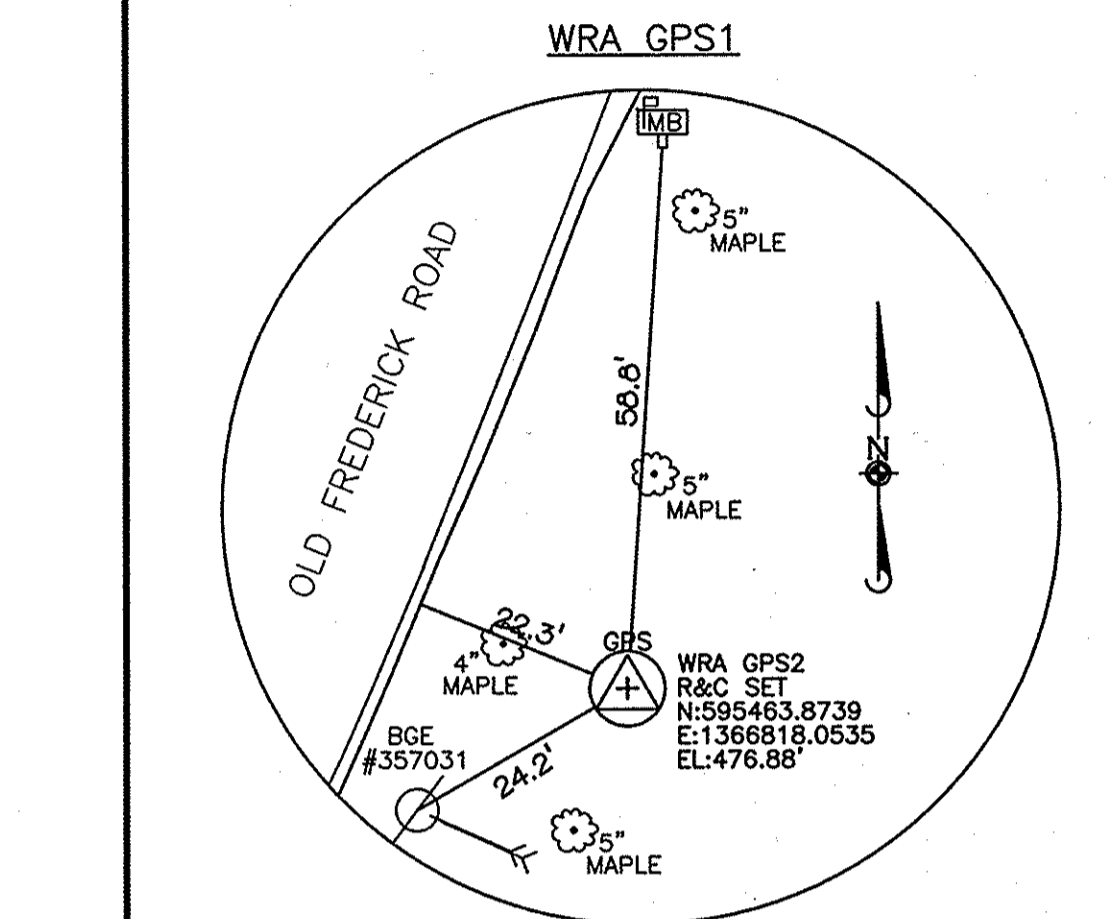 WRA GPS1
MB
5"
MAPLE
OLD FREDERICK ROAD
58.8'
N
5"
MAPLE
22.3'
GPS
4"
MAPLE
WRA GPS2
R&C SET
N:595463.8739
E:1366818.0535
EL:476.88'
BGE
#357031
24.2'
5"
MAPLE